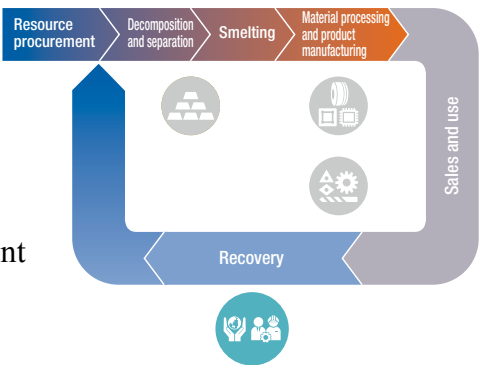 Resource
procurement
Decomposition
and separation
Smelting
Material processing
and product
manufacturing
Sales and use
nt
Recovery